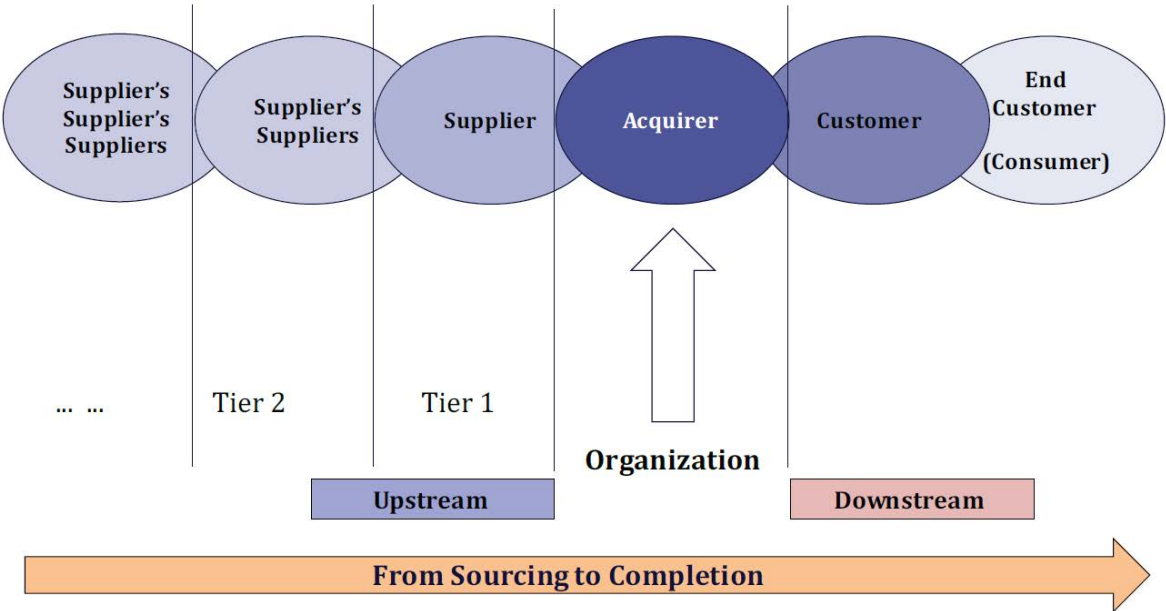 Supplier's
Supplier's
Suppliers
Supplier's
Suppliers
Supplier
Acquirer
Customer
End
Customer
(Consumer)
... ...
Tier 2
Tier 1
Organization
Upstream
Downstream
From Sourcing to Completion